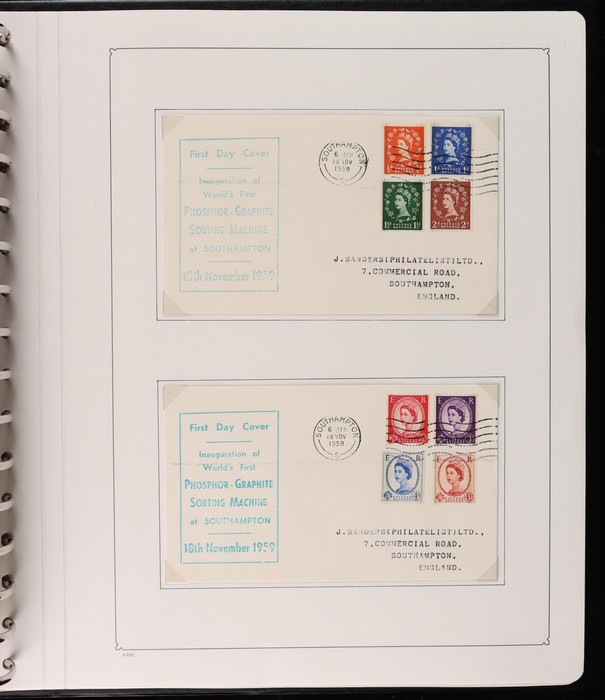 First Day Cover
Inauguration of
World's First
PHOSPHOR-GRAPHITE
SORTING MACHINE
at SOUTHAMPTON
18th November 1959
SOUTHAMPTON
18 NOV
1959
J. SANDERS (PHILATELIST) LTD.,
7, COMMERCIAL ROAD,
SOUTHAMPTON,
ENGLAND.
First Day Cover
Inauguration of
World's First
PHOSPHOR-GRAPHITE
SORTING MACHINE
at SOUTHAMPTON
18th November 1959
SOUTHAMPTON
18 NOV
1959
E R
E R
E R
J. SANDERS (PHILATELIST) LTD.,
7, COMMERCIAL ROAD,
SOUTHAMPTON,
ENGLAND.